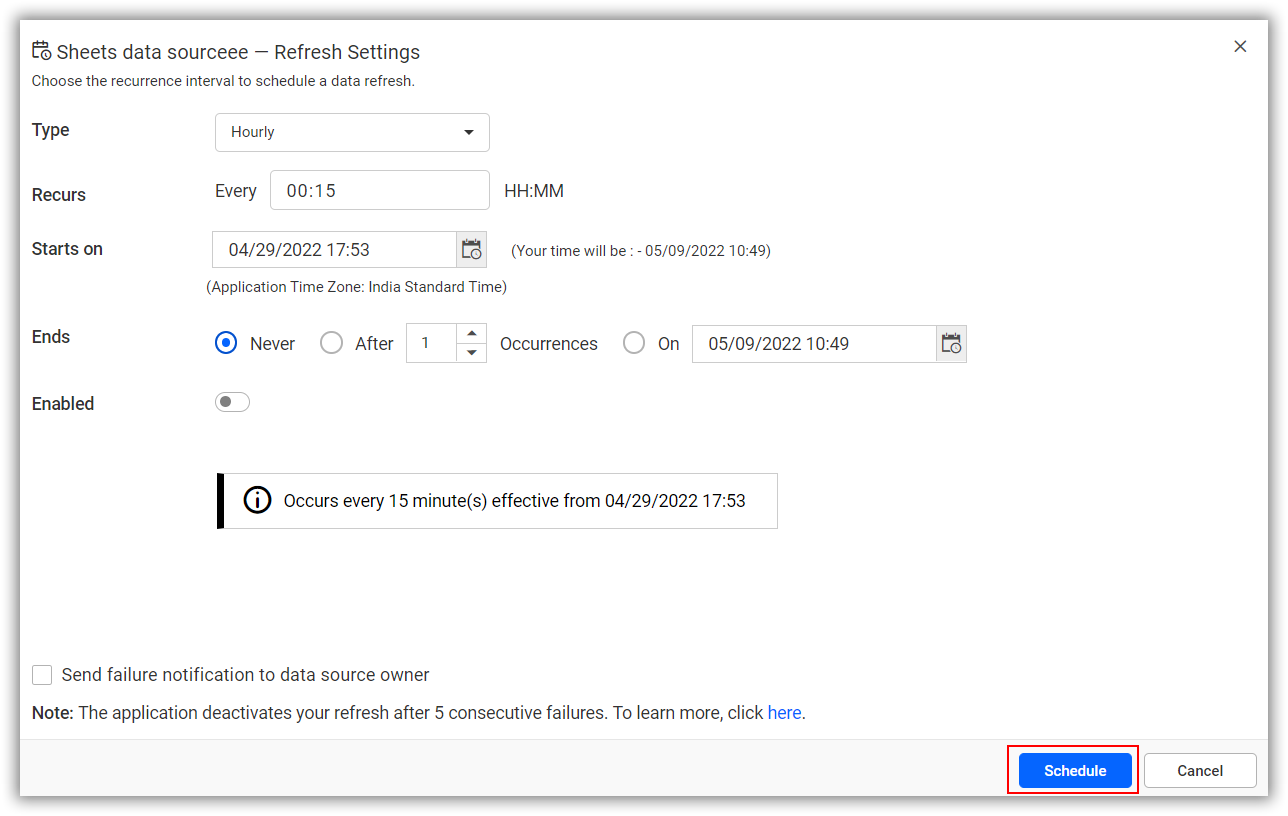 Sheets data sourceee — Refresh Settings
Choose the recurrence interval to schedule a data refresh.
Type
Hourly
Recurs
Every 00:15 HH:MM
Starts on
04/29/2022 17:53 (Your time will be : - 05/09/2022 10:49)
(Application Time Zone: India Standard Time)
Ends
Never After 1 Occurrences On 05/09/2022 10:49
Enabled
Occurs every 15 minute(s) effective from 04/29/2022 17:53
Send failure notification to data source owner
Note: The application deactivates your refresh after 5 consecutive failures. To learn more, click here.
Schedule Cancel